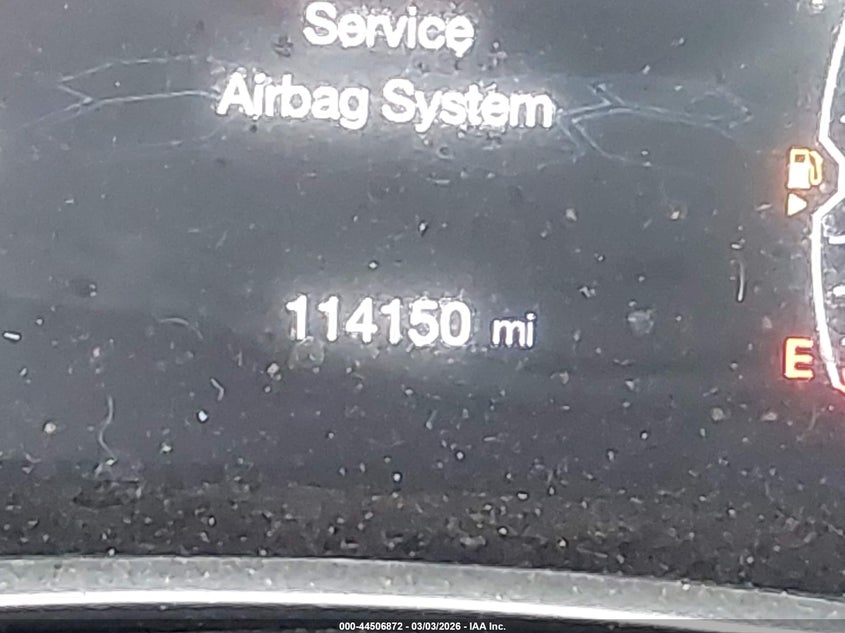 Service
Airbag System
114150 mi
E
000-44506872 - 03/03/2026 - IAA Inc.